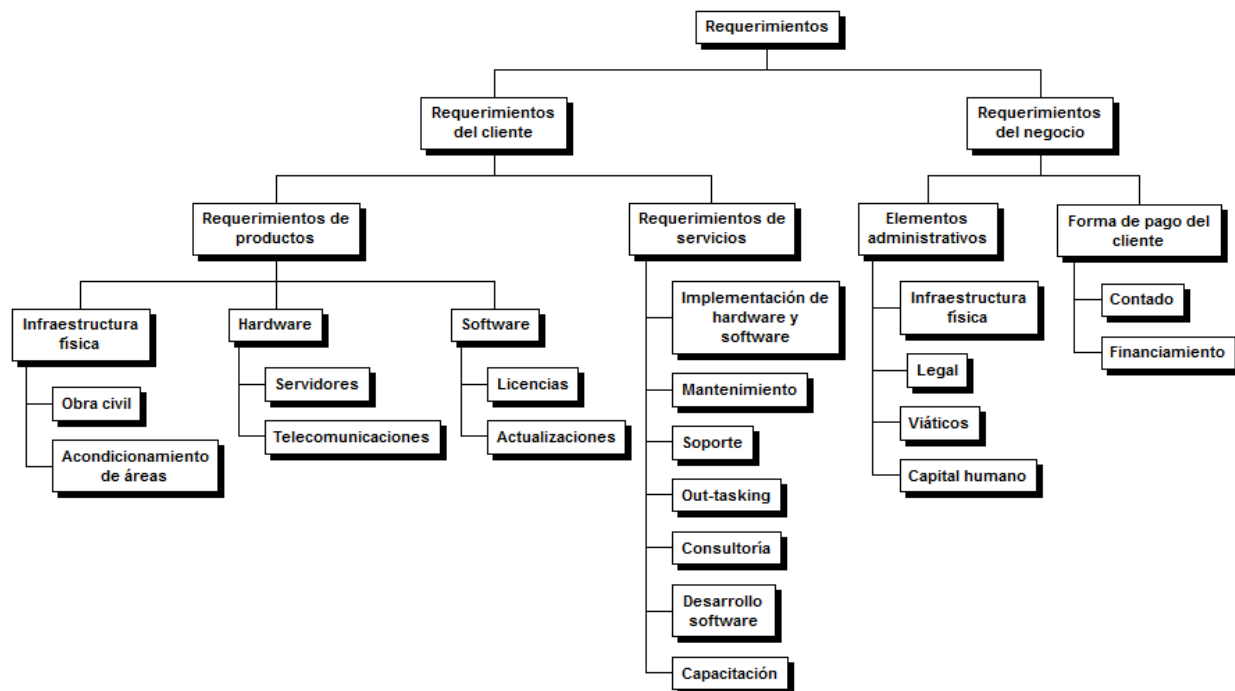 Requerimientos
Requerimientos
del cliente
Requerimientos
del negocio
Requerimientos de
productos
Requerimientos de
servicios
Elementos
administrativos
Forma de pago del
cliente
Infraestructura
física
Hardware
Software
Obra civil
Acondicionamiento
de áreas
Servidores
Telecomunicaciones
Licencias
Actualizaciones
Implementación de
hardware y
software
Mantenimiento
Soporte
Out-tasking
Consultoría
Desarrollo
software
Capacitación
Infraestructura
física
Legal
Viáticos
Capital humano
Contado
Financiamiento